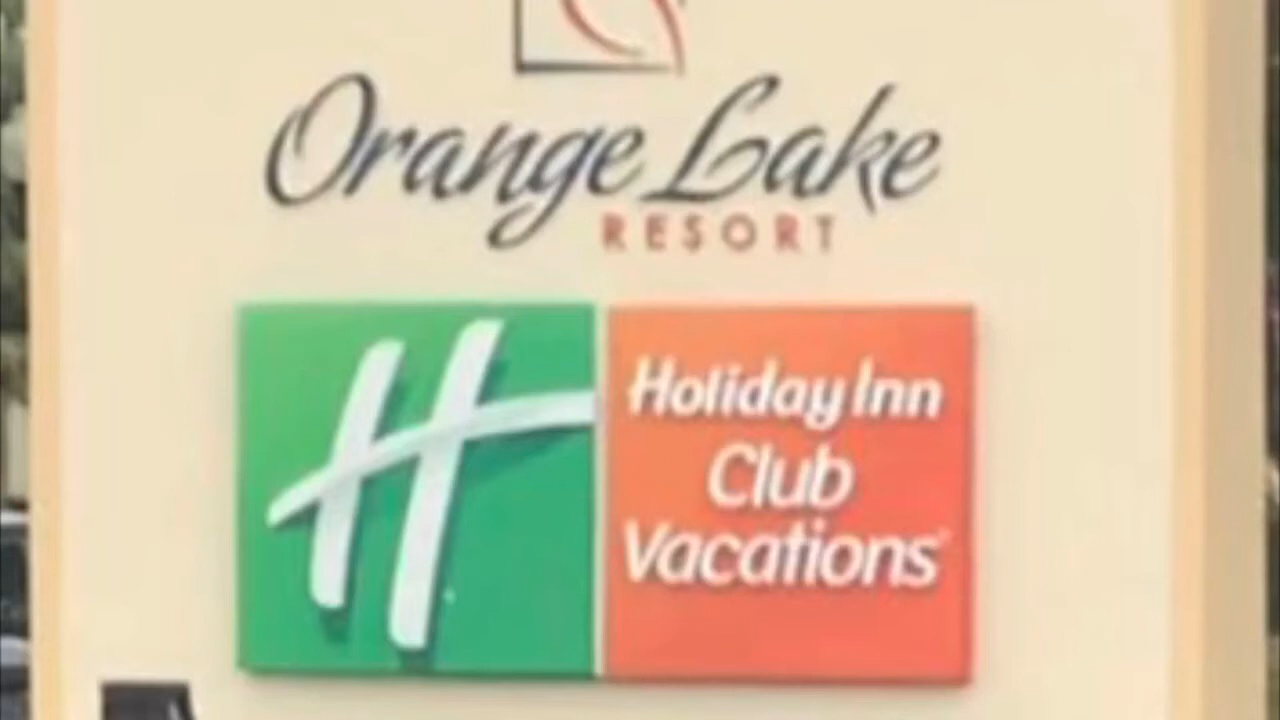 Orange Lake
RESORT
H
Holiday Inn
Club
Vacations